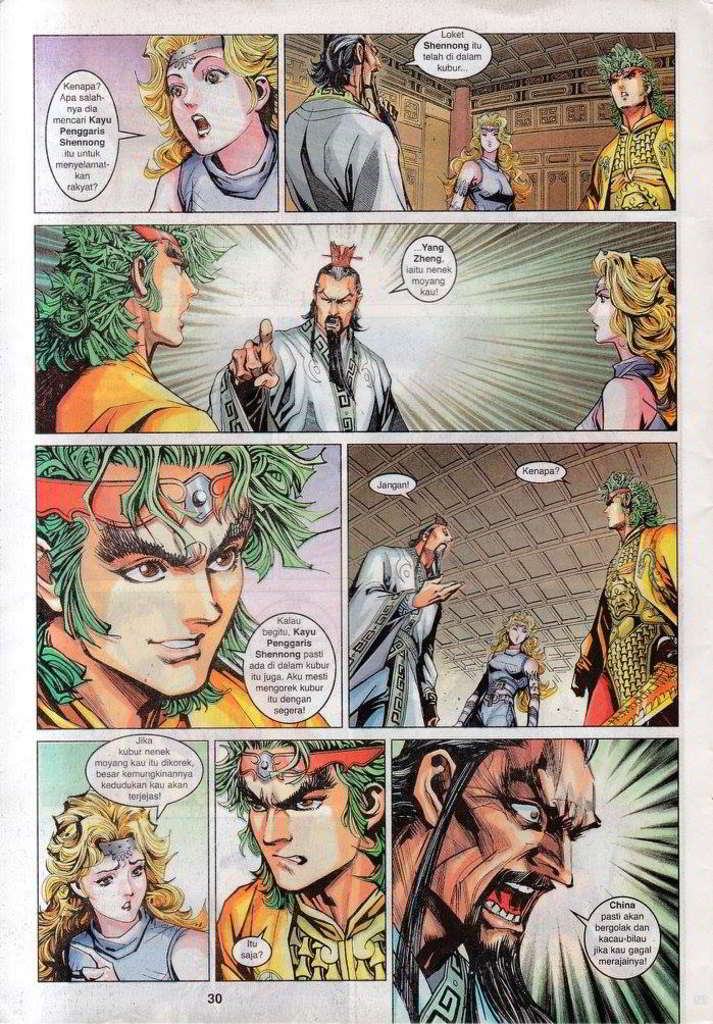 Kenapa?
Apa salah-
nya dia
mencari Kayu
Penggaris
Shennong
itu untuk
menyelamat-
kan
rakyat?
Loket
Shennong itu
telah di dalam
kubur...
...Yang
Zheng,
iaitu nenek
moyang
kau!
Kalau
begitu, Kayu
Penggaris
Shennong pasti
ada di dalam kubur
itu juga. Aku mesti
mengorek kubur
itu dengan
segera!
Jangan!
Kenapa?
Jika
kubur nenek
moyang kau itu dikorek,
besar kemungkinannya
kedudukan kau akan
terjejas!
Itu
saja?
China
pasti akan
bergolak dan
kacau-bilau
jika kau gagal
merajainya!
30